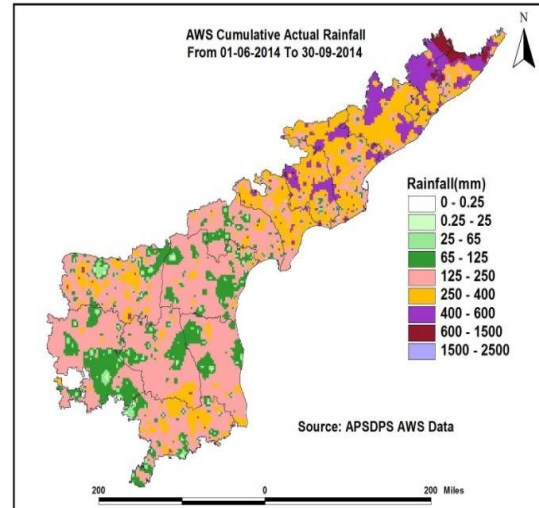 AWS Cumulative Actual Rainfall
From 01-06-2014 To 30-09-2014
N
Rainfall(mm)
0 - 0.25
0.25 - 25
25 - 65
65 - 125
125 - 250
250 - 400
400 - 600
600 - 1500
1500 - 2500
Source: APSDPS AWS Data
200 0 200 Miles